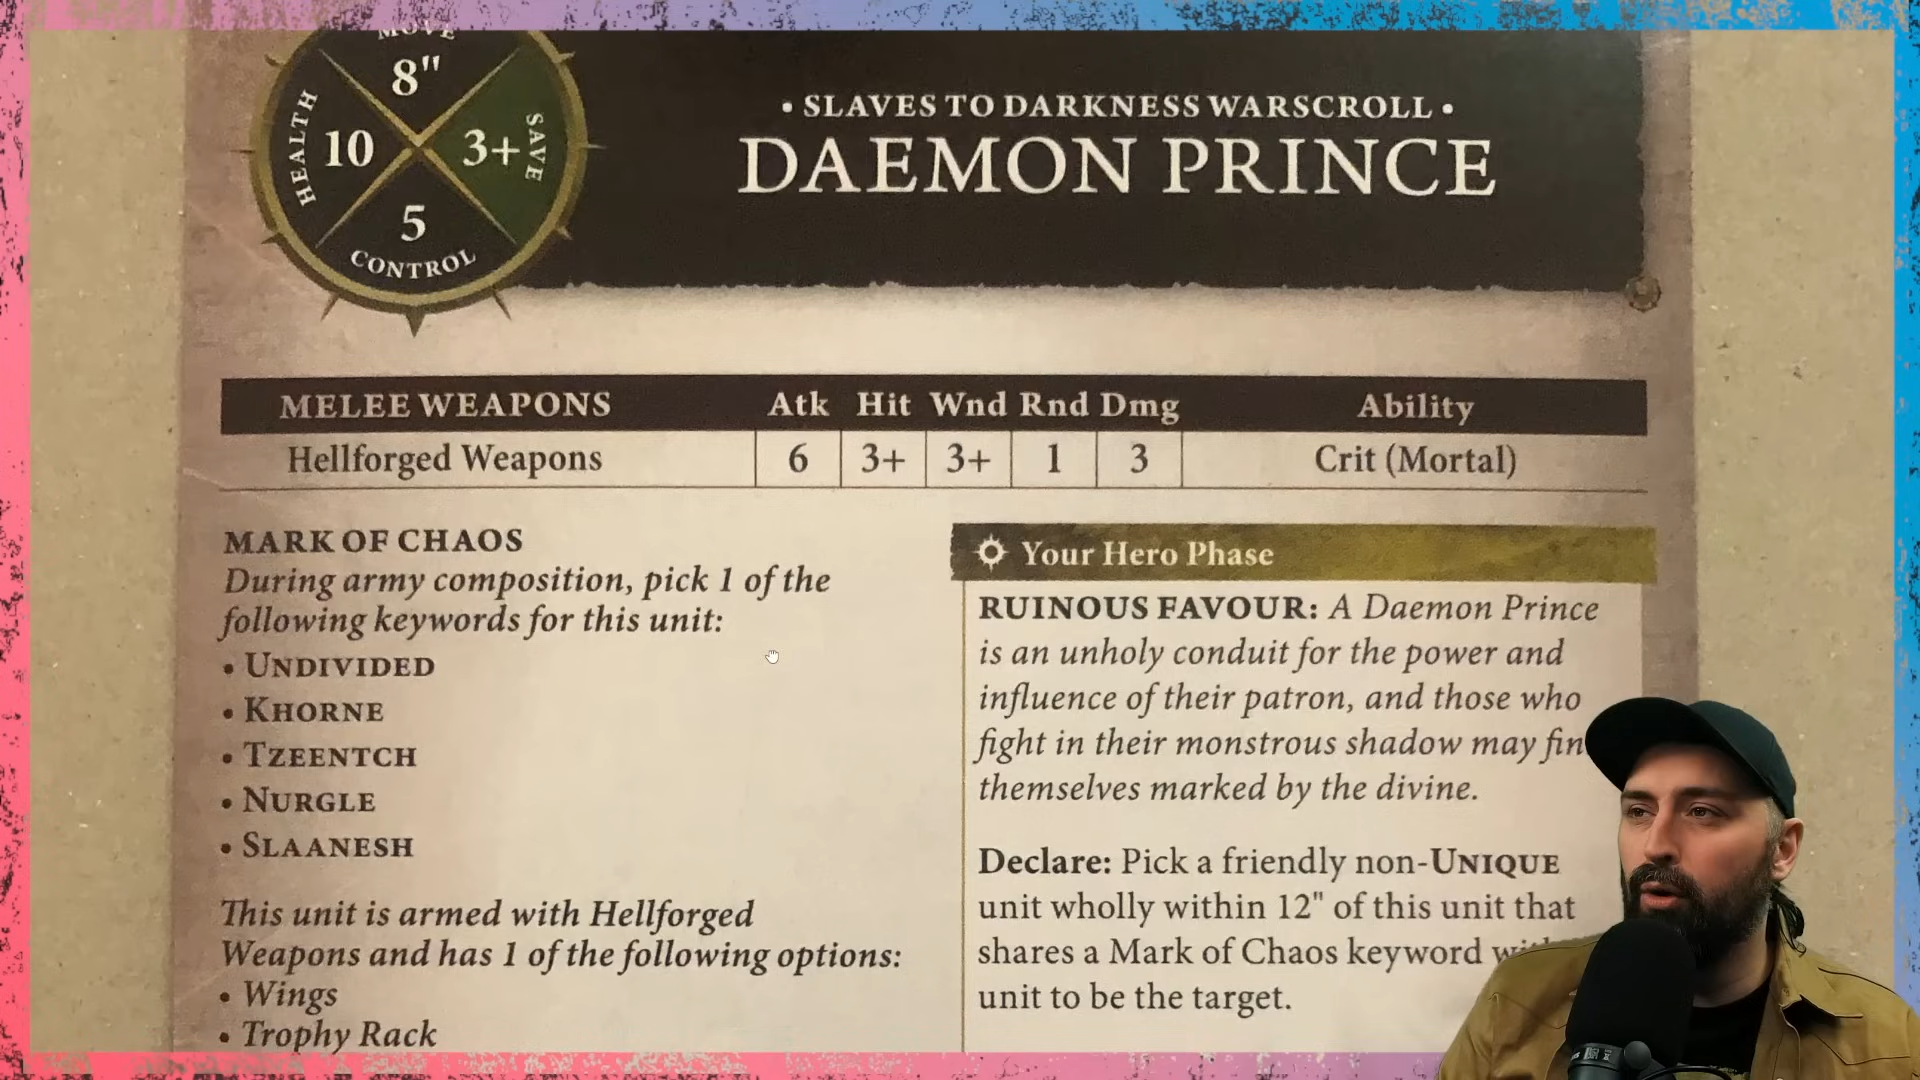 MOVE
8"
HEALTH
10
3+
SAVE
5
CONTROL
• SLAVES TO DARKNESS WARSCROLL •
DAEMON PRINCE
MELEE WEAPONS Atk Hit Wnd Rnd Dmg Ability
Hellforged Weapons 6 3+ 3+ 1 3 Crit (Mortal)
MARK OF CHAOS
During army composition, pick 1 of the
following keywords for this unit:
• UNDIVIDED
• KHORNE
• TZEENTCH
• NURGLE
• SLAANESH
This unit is armed with Hellforged
Weapons and has 1 of the following options:
• Wings
• Trophy Rack
Your Hero Phase
RUINOUS FAVOUR: A Daemon Prince
is an unholy conduit for the power and
influence of their patron, and those who
fight in their monstrous shadow may
themselves marked by the divine.
Declare: Pick a friendly non-UNIQUE
unit wholly within 12" of this unit that
shares a Mark of Chaos keyword
unit to be the target.